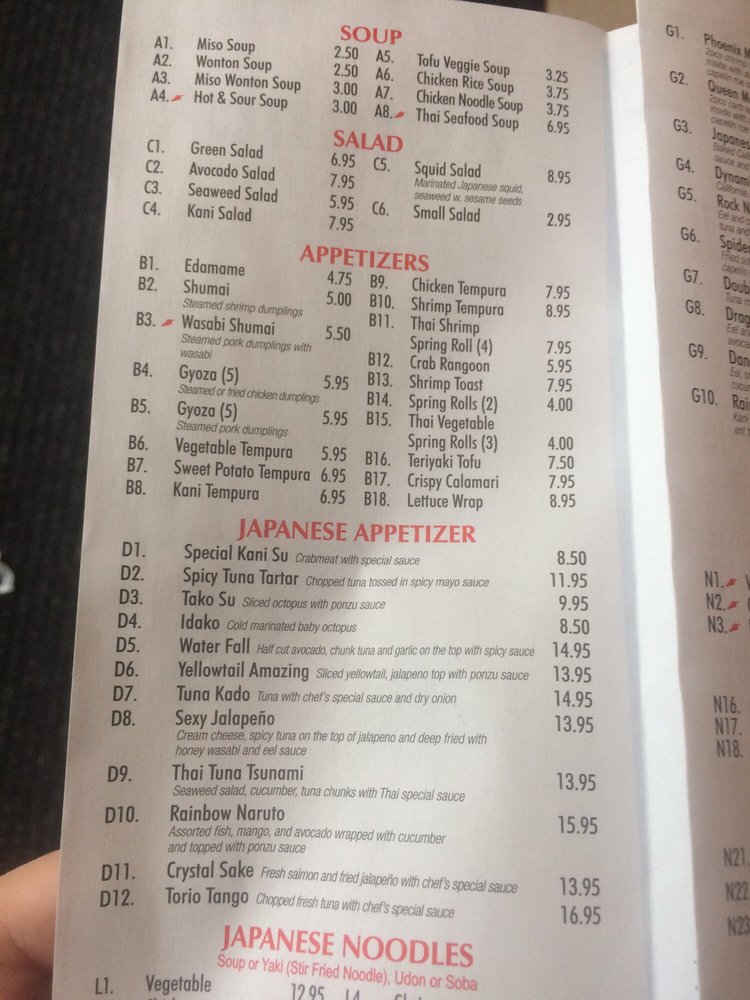 SOUP
A1. Miso Soup 2.50
A2. Wonton Soup 2.50
A3. Miso Wonton Soup 3.00
A4. Hot & Sour Soup 3.00
A5. Tofu Veggie Soup 3.25
A6. Chicken Rice Soup 3.75
A7. Chicken Noodle Soup 3.75
A8. Thai Seafood Soup 6.95
SALAD
C1. Green Salad 6.95
C2. Avocado Salad 7.95
C3. Seaweed Salad 5.95
C4. Kani Salad 7.95
C5. Squid Salad 8.95
Marinated Japanese squid,
seaweed w. sesame seeds
C6. Small Salad 2.95
APPETIZERS
B1. Edamame 4.75
B2. Shumai 5.00
Steamed shrimp dumplings
B3. Wasabi Shumai 5.50
Steamed pork dumplings with
wasabi
B4. Gyoza (5) 5.95
Steamed or fried chicken dumplings
B5. Gyoza (5) 5.95
Steamed pork dumplings
B6. Vegetable Tempura 5.95
B7. Sweet Potato Tempura 6.95
B8. Kani Tempura 6.95
B9. Chicken Tempura 7.95
B10. Shrimp Tempura 8.95
B11. Thai Shrimp
Spring Roll (4) 7.95
B12. Crab Rangoon 5.95
B13. Shrimp Toast 7.95
B14. Spring Rolls (2) 4.00
B15. Thai Vegetable
Spring Rolls (3) 4.00
B16. Teriyaki Tofu 7.50
B17. Crispy Calamari 7.95
B18. Lettuce Wrap 8.95
JAPANESE APPETIZER
D1. Special Kani Su Crabmeat with special sauce 8.50
D2. Spicy Tuna Tartar Chopped tuna tossed in spicy mayo sauce 11.95
D3. Tako Su Sliced octopus with ponzu sauce 9.95
D4. Idako Cold marinated baby octopus 8.50
D5. Water Fall Half cut avocado, chunk tuna and garlic on the top with spicy sauce 14.95
D6. Yellowtail Amazing Sliced yellowtail, jalapeno top with ponzu sauce 13.95
D7. Tuna Kado Tuna with chef's special sauce and dry onion 14.95
D8. Sexy Jalapeño 13.95
Cream cheese, spicy tuna on the top of jalapeno and deep fried with
honey wasabi and eel sauce
D9. Thai Tuna Tsunami 13.95
Seaweed salad, cucumber, tuna chunks with Thai special sauce
D10. Rainbow Naruto 15.95
Assorted fish, mango, and avocado wrapped with cucumber
and topped with ponzu sauce
D11. Crystal Sake Fresh salmon and fried jalapeño with chef's special sauce 13.95
D12. Torio Tango Chopped fresh tuna with chef's special sauce 16.95
JAPANESE NOODLES
Soup or Yaki (Stir Fried Noodle), Udon or Soba
L1. Vegetable 12.95 L4.
G1. Phoenix
G2. Queen
G3.
G4.
G5. Rock
G6.
G7.
G8.
G9.
G10.
N1.
N2.
N3.
N16.
N17.
N18.
N21.
N22
N23